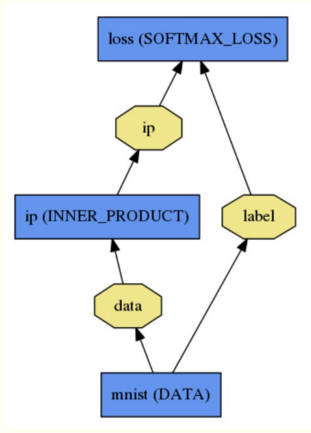 loss (SOFTMAX_LOSS)
ip
ip (INNER_PRODUCT)
label
data
mnist (DATA)